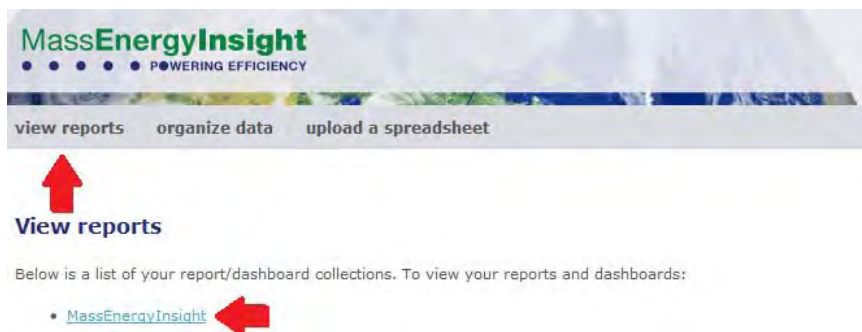 MassEnergyInsight
POWERING EFFICIENCY
view reports organize data upload a spreadsheet
View reports
Below is a list of your report/dashboard collections. To view your reports and dashboards:
• MassEnergyInsight